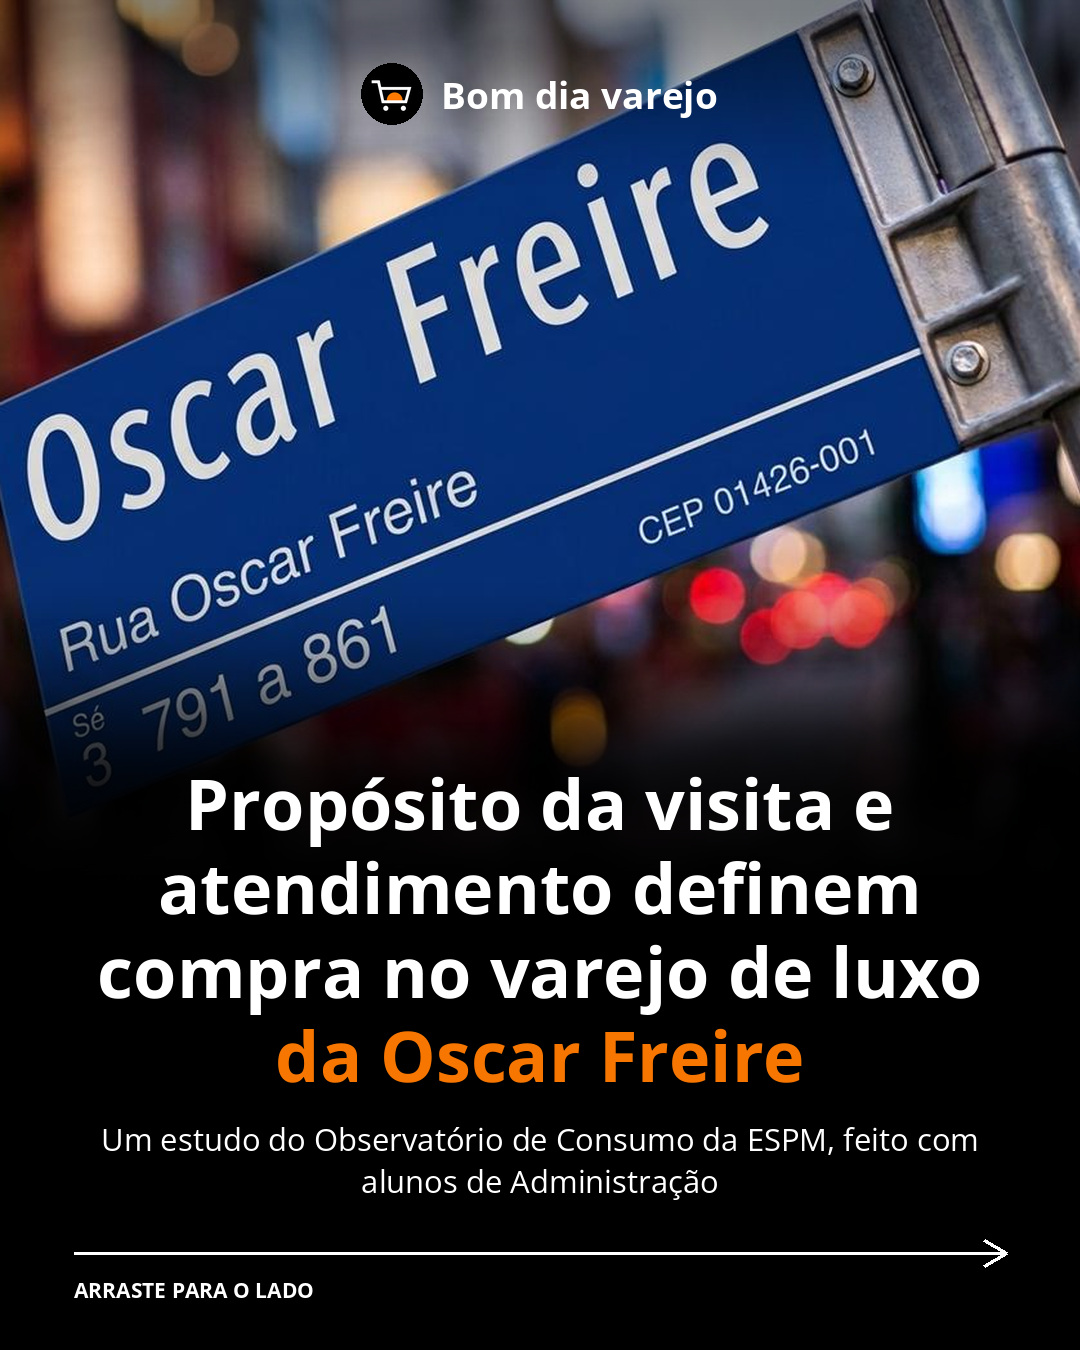 Bom dia varejo
Oscar Freire
Rua Oscar Freire
CEP 01426-001
Sé
3 791 a 861
Propósito da visita e
atendimento definem
compra no varejo de luxo
da Oscar Freire
Um estudo do Observatório de Consumo da ESPM, feito com
alunos de Administração
ARRASTE PARA O LADO